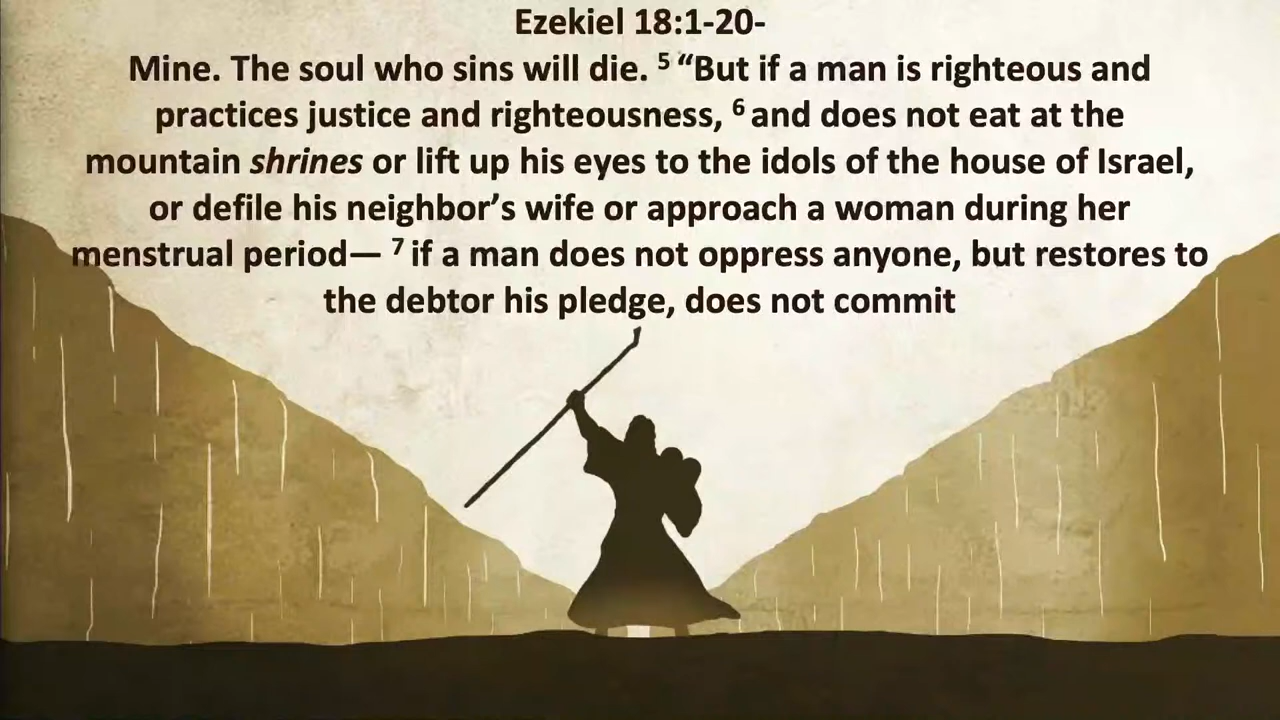 Ezekiel 18:1-20-
Mine. The soul who sins will die. ⁵ “But if a man is righteous and
practices justice and righteousness, ⁶ and does not eat at the
mountain shrines or lift up his eyes to the idols of the house of Israel,
or defile his neighbor’s wife or approach a woman during her
menstrual period— ⁷ if a man does not oppress anyone, but restores to
the debtor his pledge, does not commit